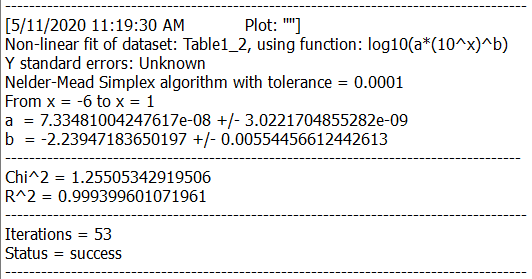 [5/11/2020 11:19:30 AM Plot: ""]
Non-linear fit of dataset: Table1_2, using function: log10(a*(10^x)^b)
Y standard errors: Unknown
Nelder-Mead Simplex algorithm with tolerance = 0.0001
From x = -6 to x = 1
a = 7.33481004247617e-08 +/- 3.0221704855282e-09
b = -2.23947183650197 +/- 0.00554456612442613
--------------------------------------------------------------------------------------
Chi^2 = 1.25505342919506
R^2 = 0.999399601071961
--------------------------------------------------------------------------------------
Iterations = 53
Status = success
--------------------------------------------------------------------------------------